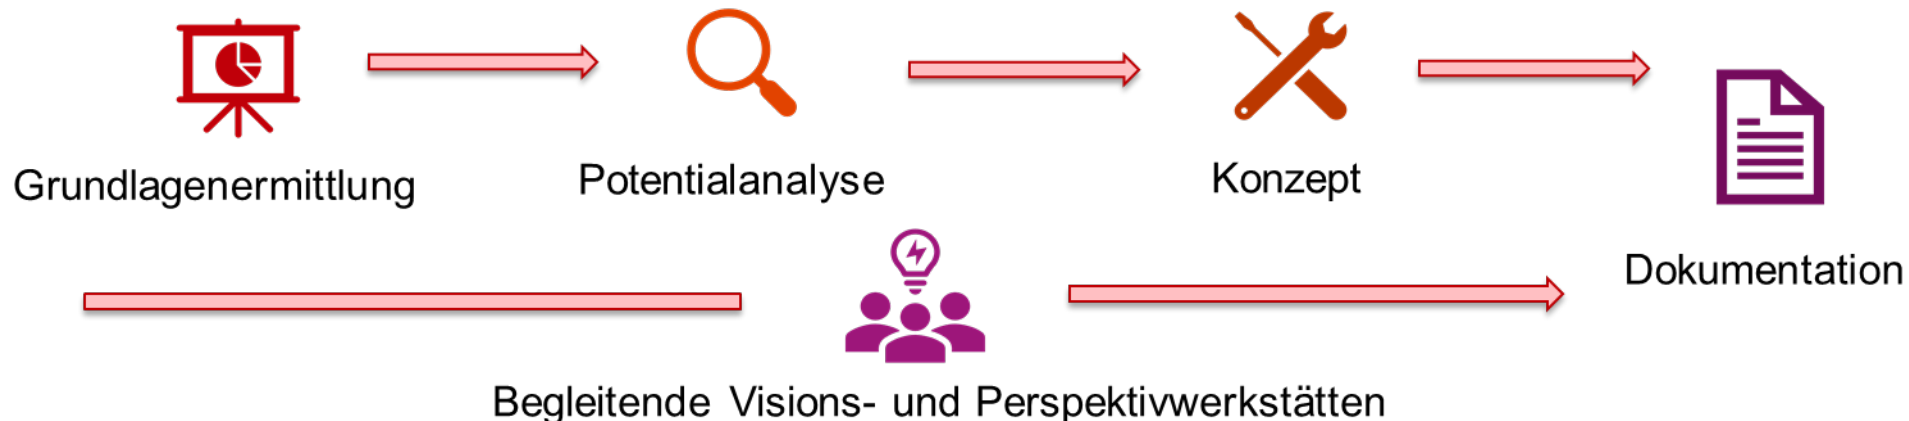 Grundlagenermittlung
Potentialanalyse
Konzept
Dokumentation
Begleitende Visions- und Perspektivwerkstätten